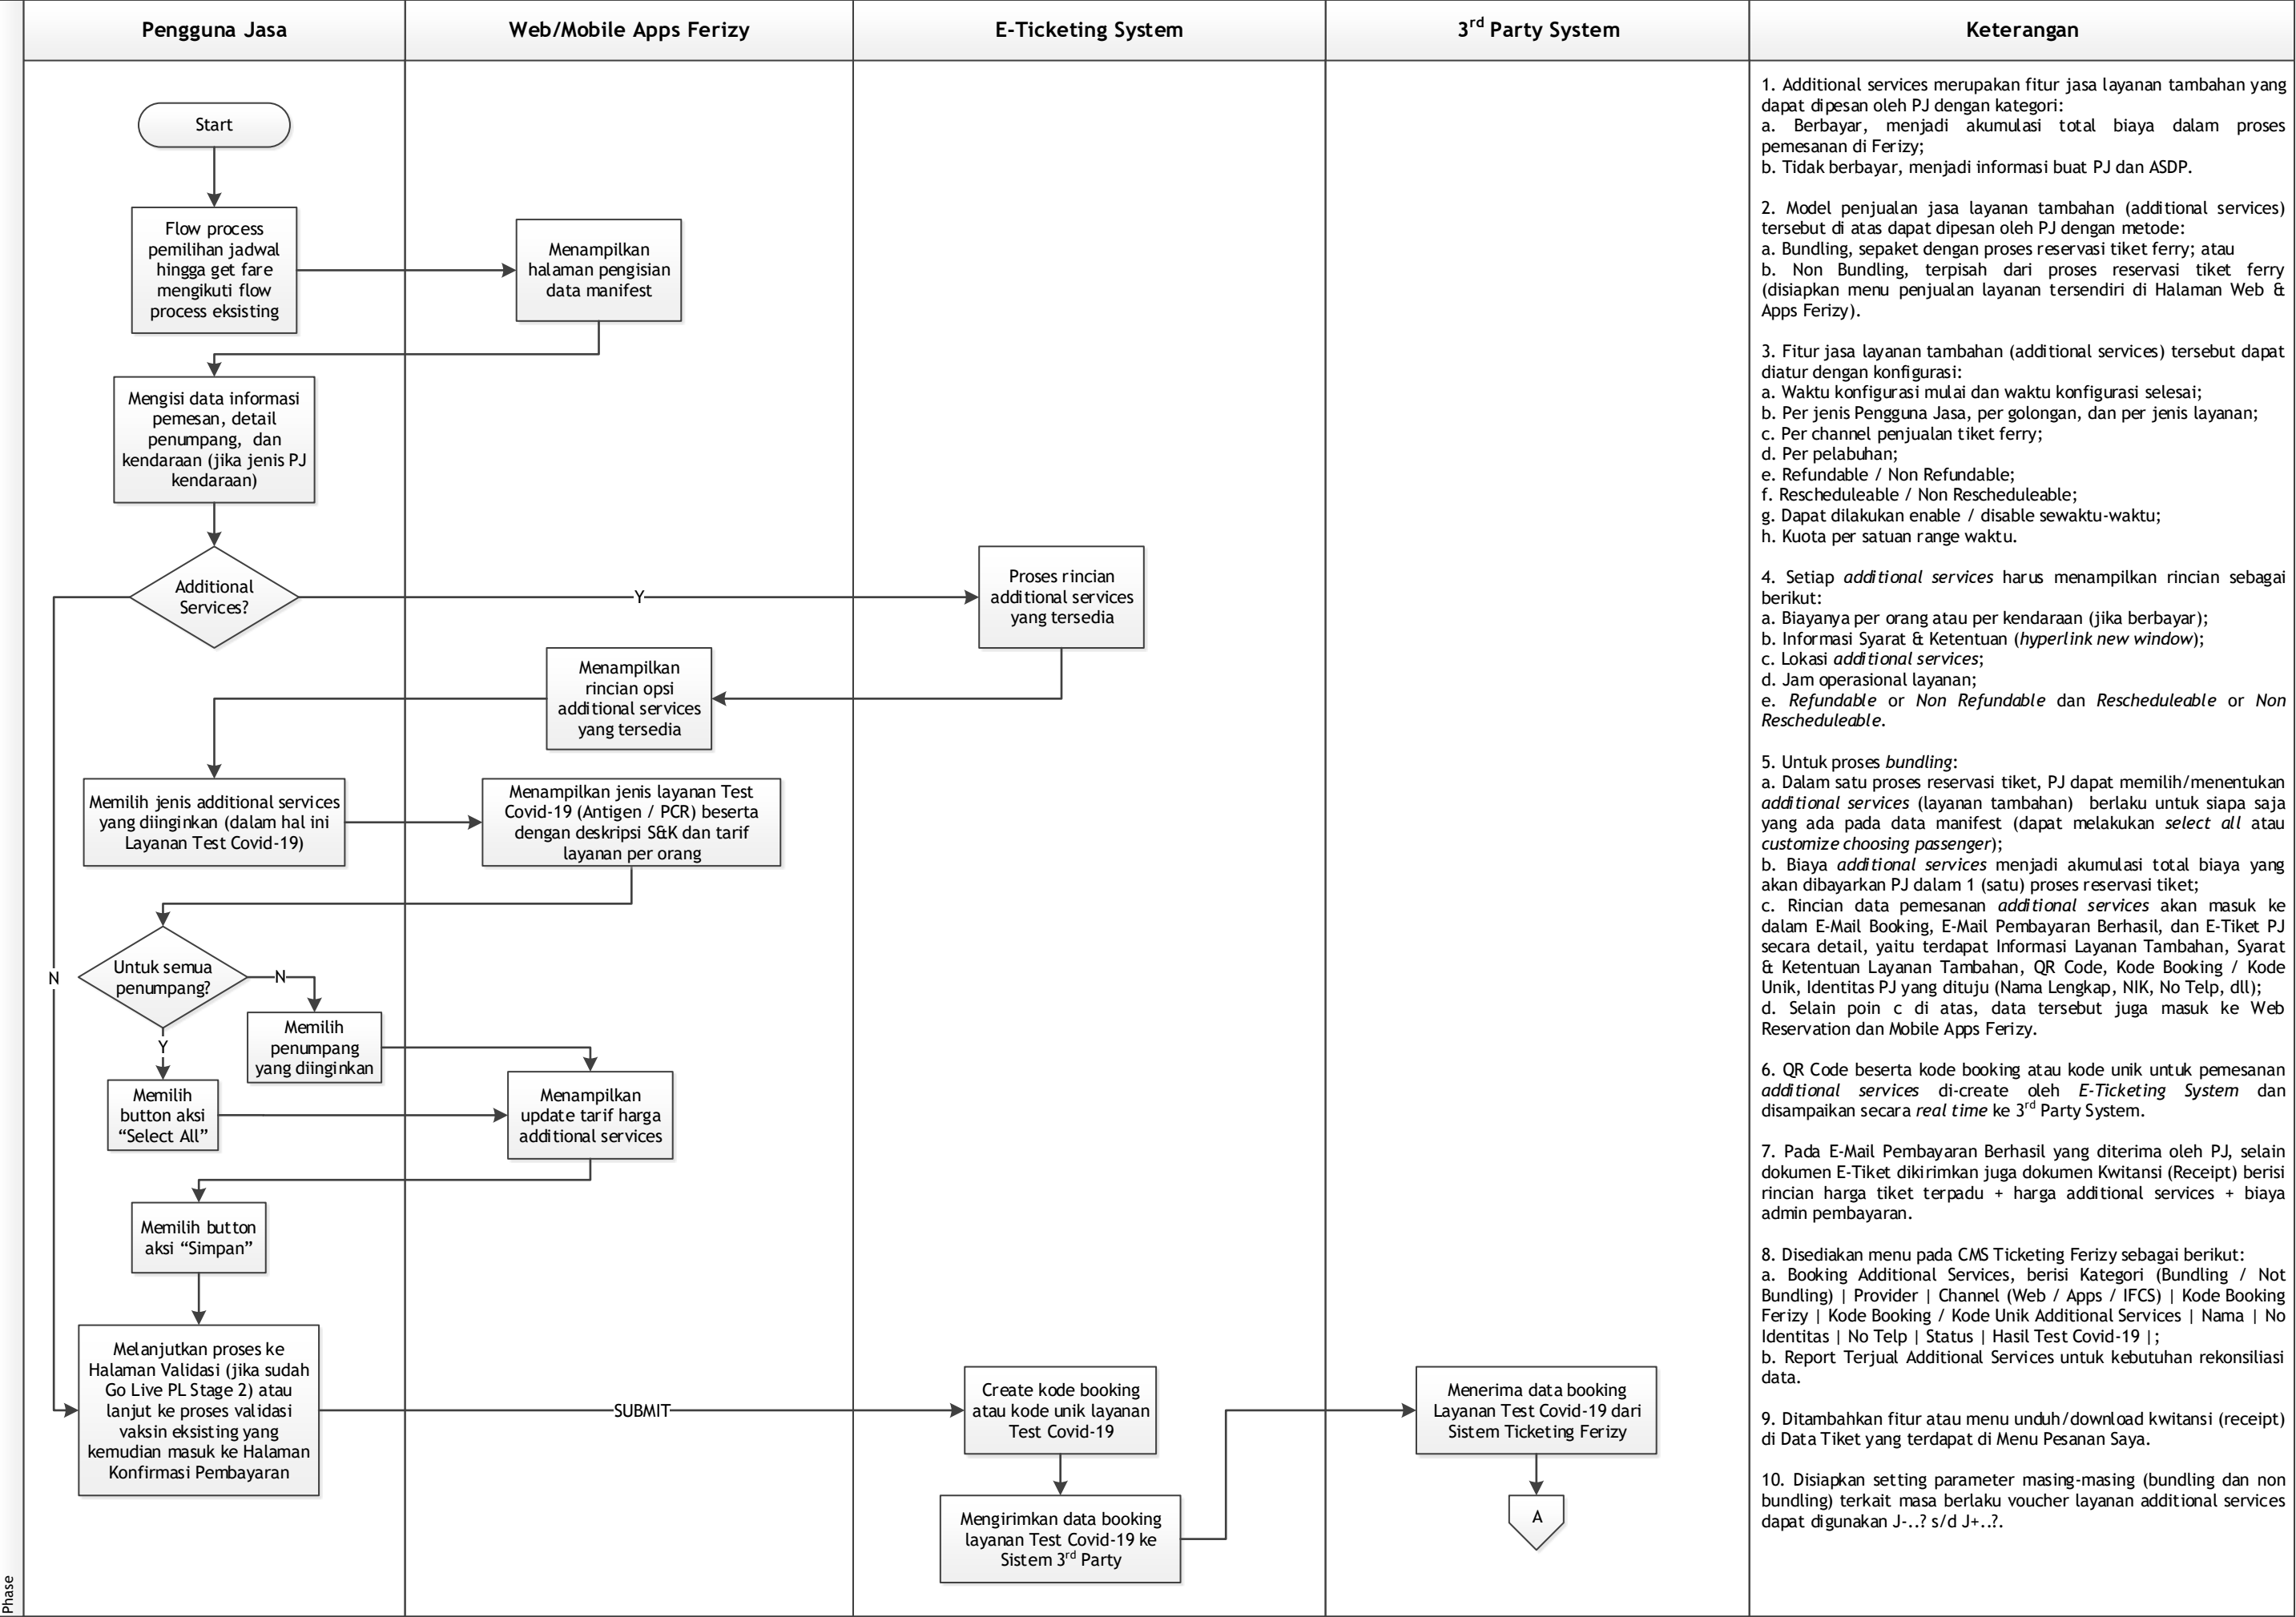 Pengguna Jasa
Web/Mobile Apps Ferizy
E-Ticketing System
3rd Party System
Keterangan
Start
Flow process
pemilihan jadwal
hingga get fare
mengikuti flow
process eksisting
Menampilkan
halaman pengisian
data manifest
Mengisi data informasi
pemesan, detail
penumpang, dan
kendaraan (jika jenis PJ
kendaraan)
Additional
Services?
Y
Proses rincian
additional services
yang tersedia
Menampilkan
rincian opsi
additional services
yang tersedia
Memilih jenis additional services
yang diinginkan (dalam hal ini
Layanan Test Covid-19)
Menampilkan jenis layanan Test
Covid-19 (Antigen / PCR) beserta
dengan deskripsi S&K dan tarif
layanan per orang
N
Untuk semua
penumpang?
N
Y
Memilih
penumpang
yang diinginkan
Memilih
button aksi
“Select All”
Menampilkan
update tarif harga
additional services
Memilih button
aksi “Simpan”
Melanjutkan proses ke
Halaman Validasi (jika sudah
Go Live PL Stage 2) atau
lanjut ke proses validasi
vaksin eksisting yang
kemudian masuk ke Halaman
Konfirmasi Pembayaran
SUBMIT
Create kode booking
atau kode unik layanan
Test Covid-19
Mengirimkan data booking
layanan Test Covid-19 ke
Sistem 3rd Party
Menerima data booking
Layanan Test Covid-19 dari
Sistem Ticketing Ferizy
A
1. Additional services merupakan fitur jasa layanan tambahan yang
dapat dipesan oleh PJ dengan kategori:
a. Berbayar, menjadi akumulasi total biaya dalam proses
pemesanan di Ferizy;
b. Tidak berbayar, menjadi informasi buat PJ dan ASDP.
2. Model penjualan jasa layanan tambahan (additional services)
tersebut di atas dapat dipesan oleh PJ dengan metode:
a. Bundling, sepaket dengan proses reservasi tiket ferry; atau
b. Non Bundling, terpisah dari proses reservasi tiket ferry
(disiapkan menu penjualan layanan tersendiri di Halaman Web &
Apps Ferizy).
3. Fitur jasa layanan tambahan (additional services) tersebut dapat
diatur dengan konfigurasi:
a. Waktu konfigurasi mulai dan waktu konfigurasi selesai;
b. Per jenis Pengguna Jasa, per golongan, dan per jenis layanan;
c. Per channel penjualan tiket ferry;
d. Per pelabuhan;
e. Refundable / Non Refundable;
f. Rescheduleable / Non Rescheduleable;
g. Dapat dilakukan enable / disable sewaktu-waktu;
h. Kuota per satuan range waktu.
4. Setiap additional services harus menampilkan rincian sebagai
berikut:
a. Biayanya per orang atau per kendaraan (jika berbayar);
b. Informasi Syarat & Ketentuan (hyperlink new window);
c. Lokasi additional services;
d. Jam operasional layanan;
e. Refundable or Non Refundable dan Rescheduleable or Non
Rescheduleable.
5. Untuk proses bundling:
a. Dalam satu proses reservasi tiket, PJ dapat memilih/menentukan
additional services (layanan tambahan) berlaku untuk siapa saja
yang ada pada data manifest (dapat melakukan select all atau
customize choosing passenger);
b. Biaya additional services menjadi akumulasi total biaya yang
akan dibayarkan PJ dalam 1 (satu) proses reservasi tiket;
c. Rincian data pemesanan additional services akan masuk ke
dalam E-Mail Booking, E-Mail Pembayaran Berhasil, dan E-Tiket PJ
secara detail, yaitu terdapat Informasi Layanan Tambahan, Syarat
& Ketentuan Layanan Tambahan, QR Code, Kode Booking / Kode
Unik, Identitas PJ yang dituju (Nama Lengkap, NIK, No Telp, dll);
d. Selain poin c di atas, data tersebut juga masuk ke Web
Reservation dan Mobile Apps Ferizy.
6. QR Code beserta kode booking atau kode unik untuk pemesanan
additional services di-create oleh E-Ticketing System dan
disampaikan secara real time ke 3rd Party System.
7. Pada E-Mail Pembayaran Berhasil yang diterima oleh PJ, selain
dokumen E-Tiket dikirimkan juga dokumen Kwitansi (Receipt) berisi
rincian harga tiket terpadu + harga additional services + biaya
admin pembayaran.
8. Disediakan menu pada CMS Ticketing Ferizy sebagai berikut:
a. Booking Additional Services, berisi Kategori (Bundling / Not
Bundling) | Provider | Channel (Web / Apps / IFCS) | Kode Booking
Ferizy | Kode Booking / Kode Unik Additional Services | Nama | No
Identitas | No Telp | Status | Hasil Test Covid-19 |;
b. Report Terjual Additional Services untuk kebutuhan rekonsiliasi
data.
9. Ditambahkan fitur atau menu unduh/download kwitansi (receipt)
di Data Tiket yang terdapat di Menu Pesanan Saya.
10. Disiapkan setting parameter masing-masing (bundling dan non
bundling) terkait masa berlaku voucher layanan additional services
dapat digunakan J-..? s/d J+..?.
Phase